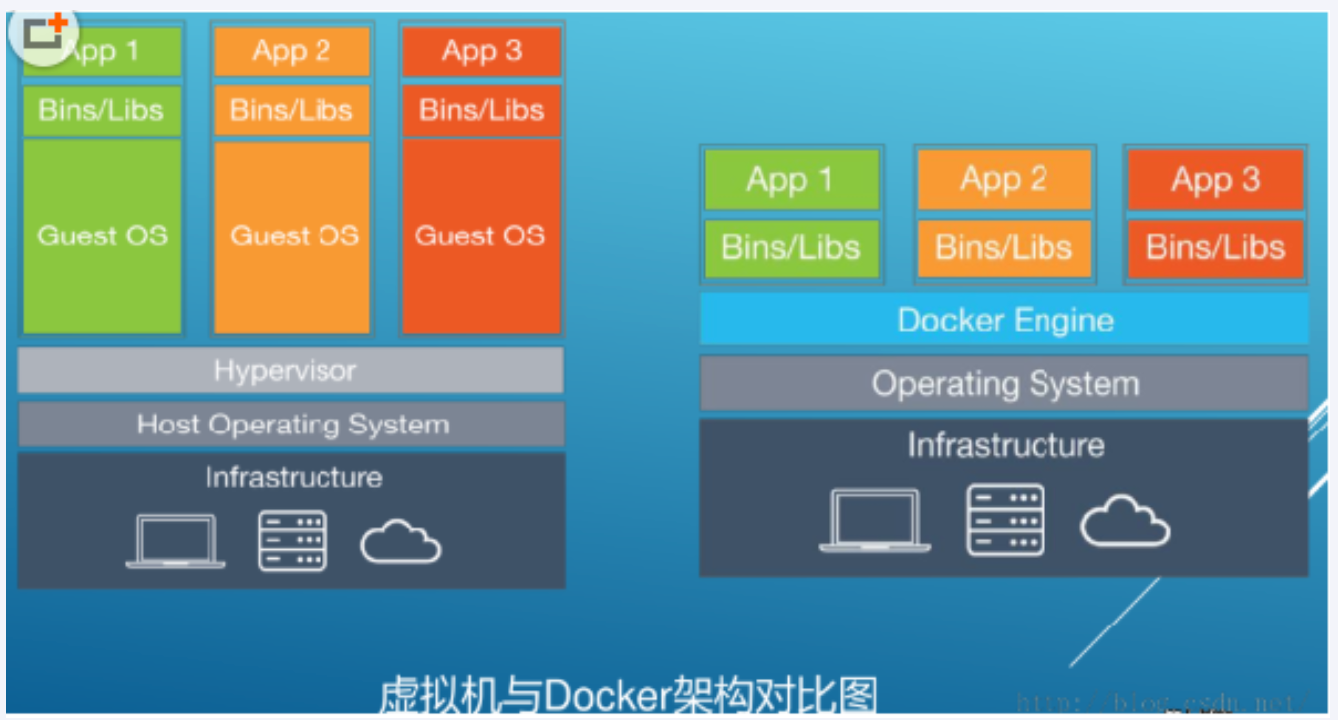 App 1
App 2
App 3
Bins/Libs
Bins/Libs
Bins/Libs
Guest OS
Guest OS
Guest OS
Hypervisor
Host Operating System
Infrastructure
App 1
App 2
App 3
Bins/Libs
Bins/Libs
Bins/Libs
Docker Engine
Operating System
Infrastructure
虚拟机与Docker架构对比图
http://blog.csdn.net/